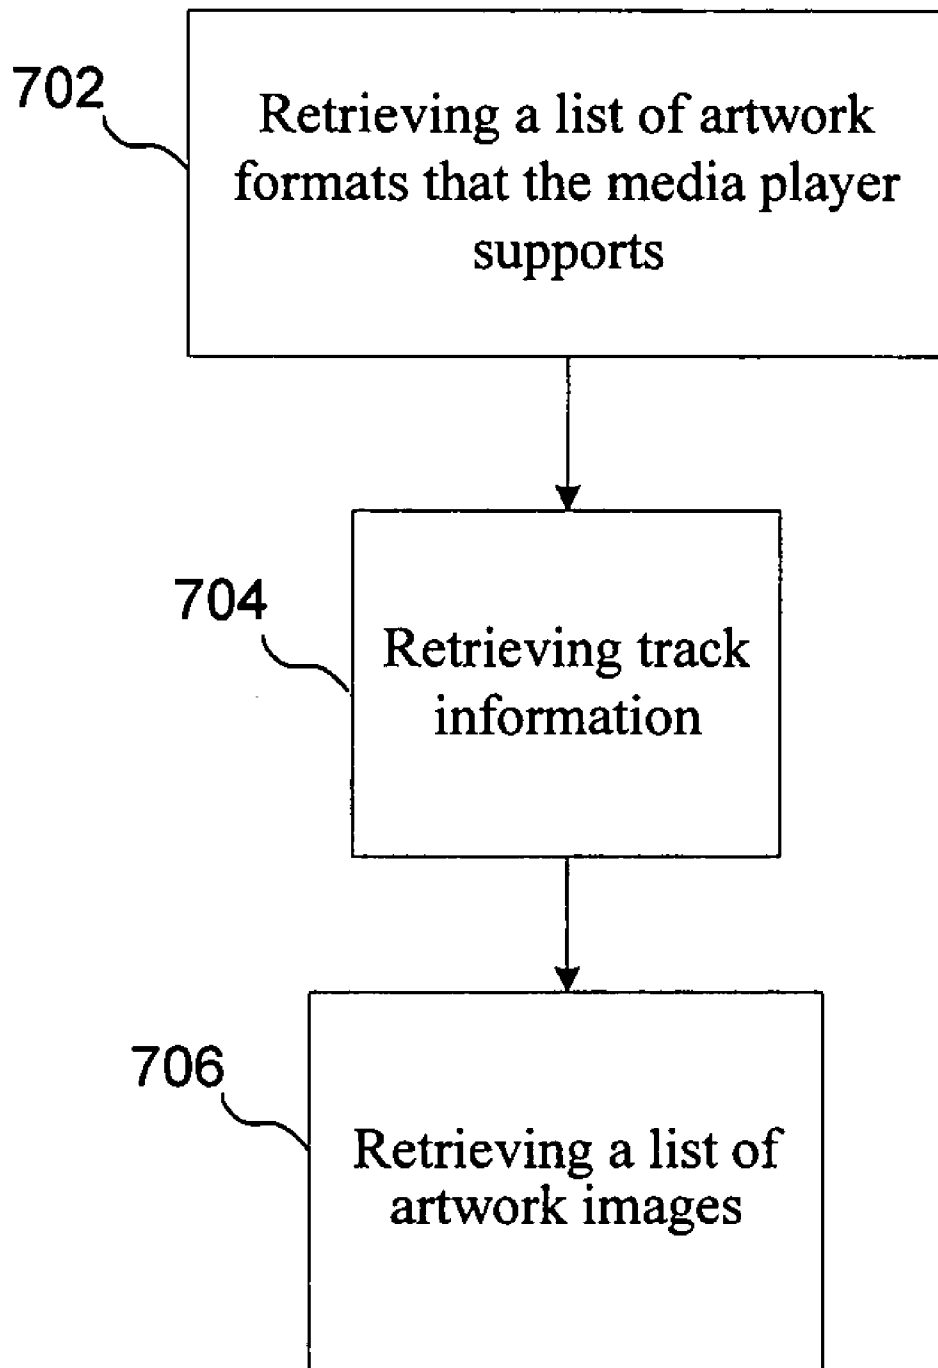 702
Retrieving a list of artwork
formats that the media player
supports
704
Retrieving track
information
706
Retrieving a list of
artwork images